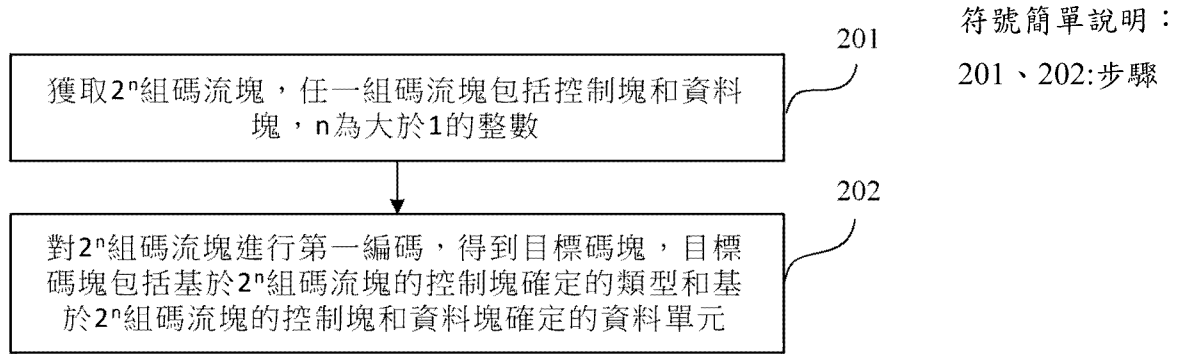 符號簡單說明：
201、202:步驟
201
獲取2ⁿ組碼流塊，任一組碼流塊包括控制塊和資料
塊，n為大於1的整數
202
對2ⁿ組碼流塊進行第一編碼，得到目標碼塊，目標
碼塊包括基於2ⁿ組碼流塊的控制塊確定的類型和基
於2ⁿ組碼流塊的控制塊和資料塊確定的資料單元